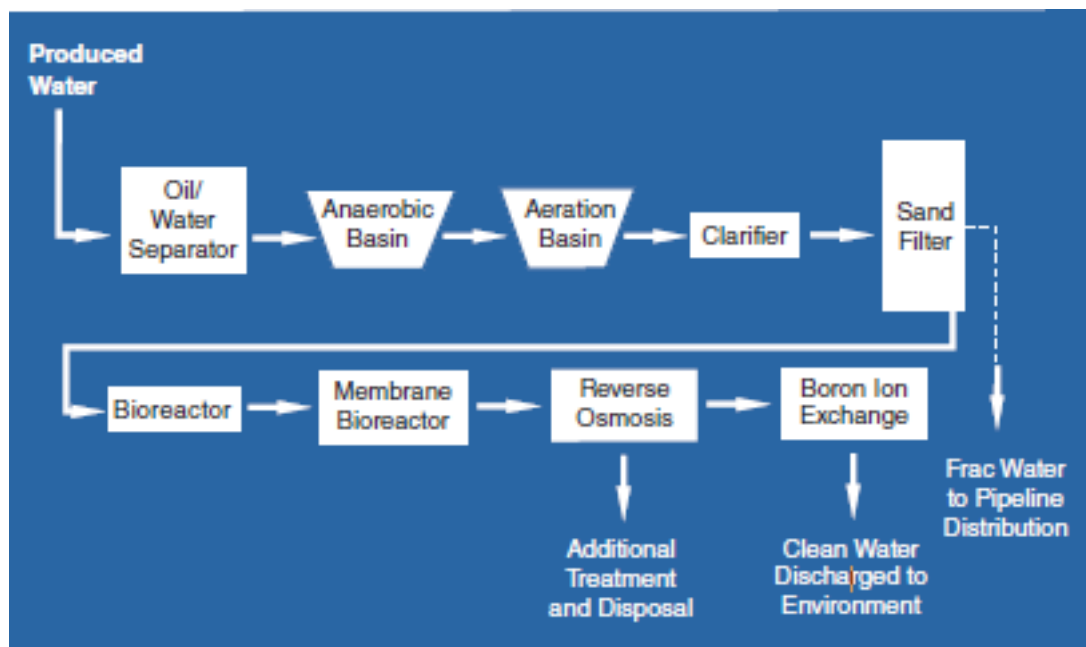 Produced
Water
Oil/
Water
Separator
Anaerobic
Basin
Aeration
Basin
Clarifier
Sand
Filter
Bioreactor
Membrane
Bioreactor
Reverse
Osmosis
Boron Ion
Exchange
Frac Water
to Pipeline
Distribution
Additional
Treatment
and Disposal
Clean Water
Discharged to
Environment